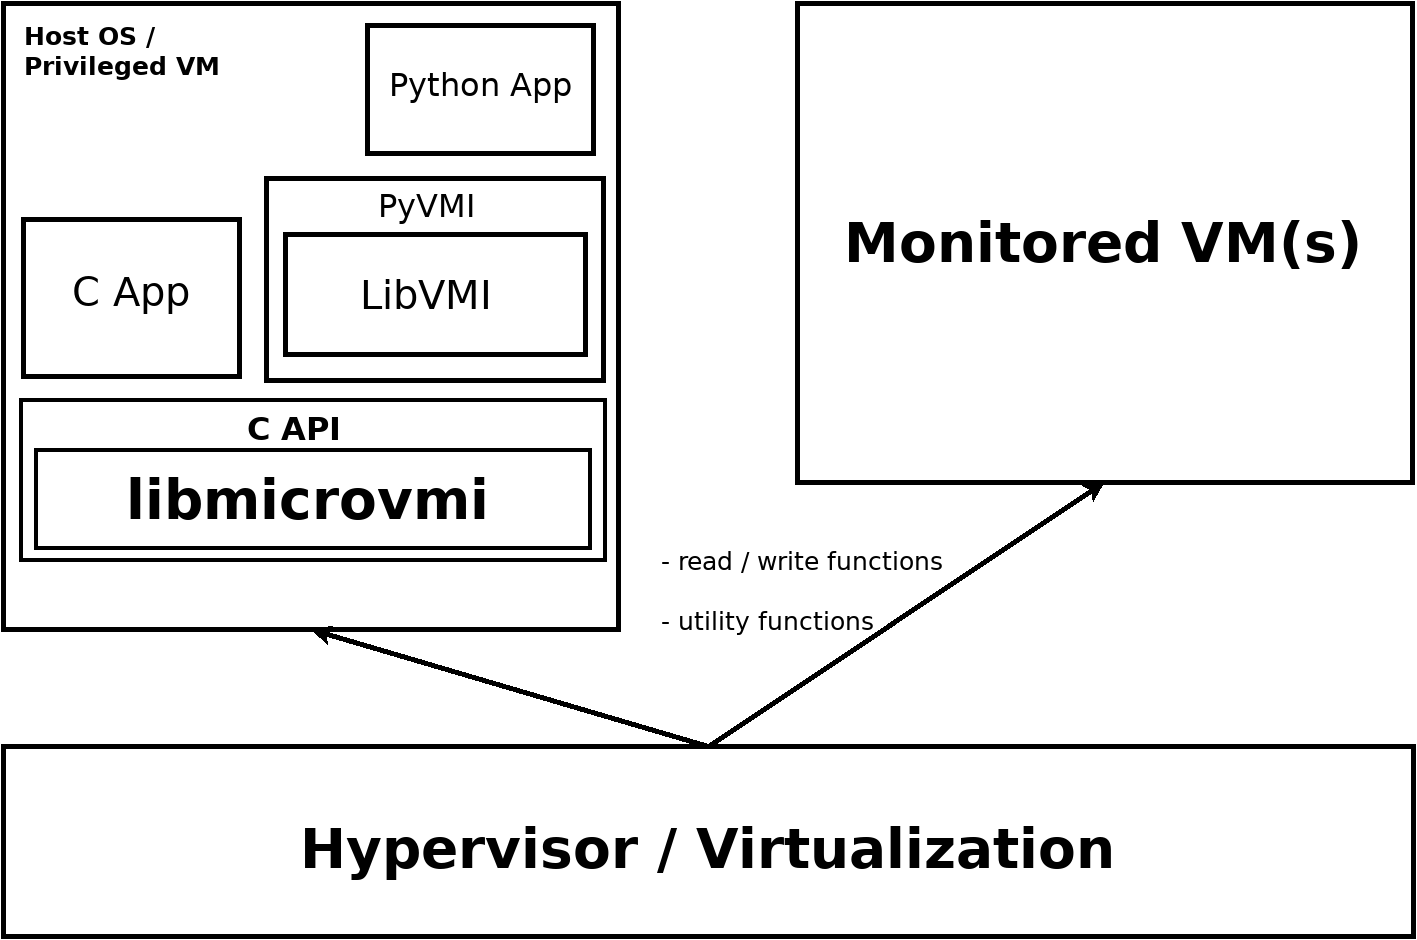 Host OS /
Privileged VM
Python App
PyVMI
LibVMI
C App
C API
libmicrovmi
Monitored VM(s)
- read / write functions
- utility functions
Hypervisor / Virtualization